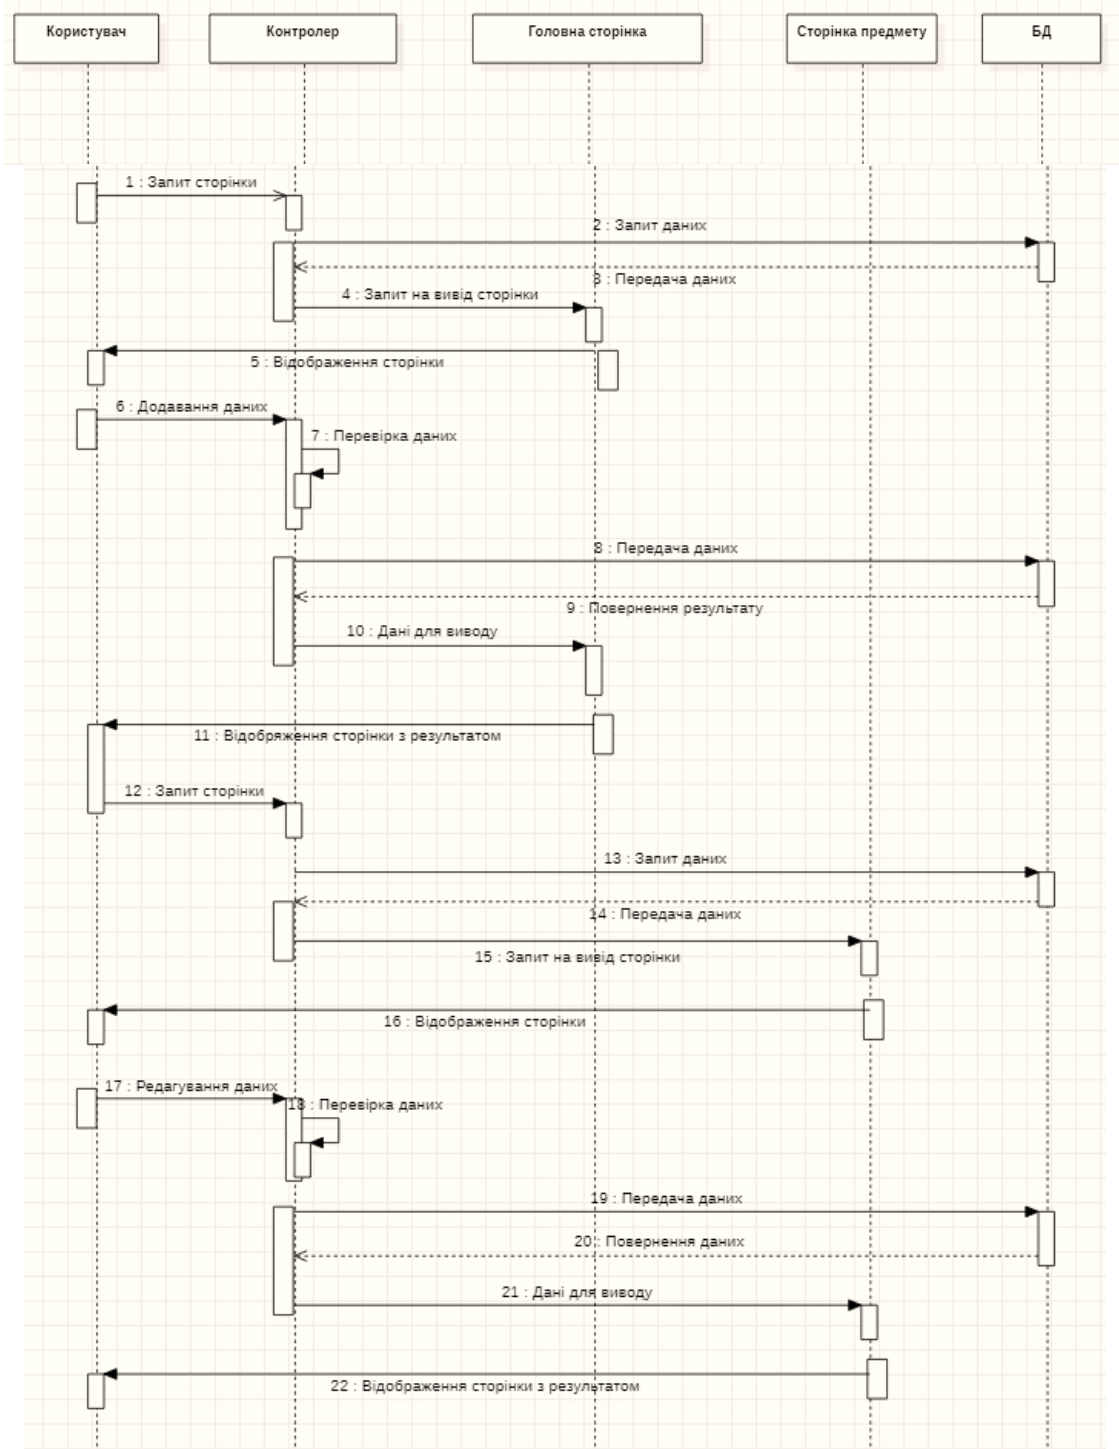 Користувач
Контролер
Головна сторінка
Сторінка предмету
БД
1 : Запит сторінки
2 : Запит даних
3 : Передача даних
4 : Запит на вивід сторінки
5 : Відображення сторінки
6 : Додавання даних
7 : Перевірка даних
8 : Передача даних
9 : Повернення результату
10 : Дані для виводу
11 : Відобряження сторінки з результатом
12 : Запит сторінки
13 : Запит даних
14 : Передача даних
15 : Запит на вивід сторінки
16 : Відображення сторінки
17 : Редагування даних
18 : Перевірка даних
19 : Передача даних
20 : Повернення даних
21 : Дані для виводу
22 : Відображення сторінки з результатом